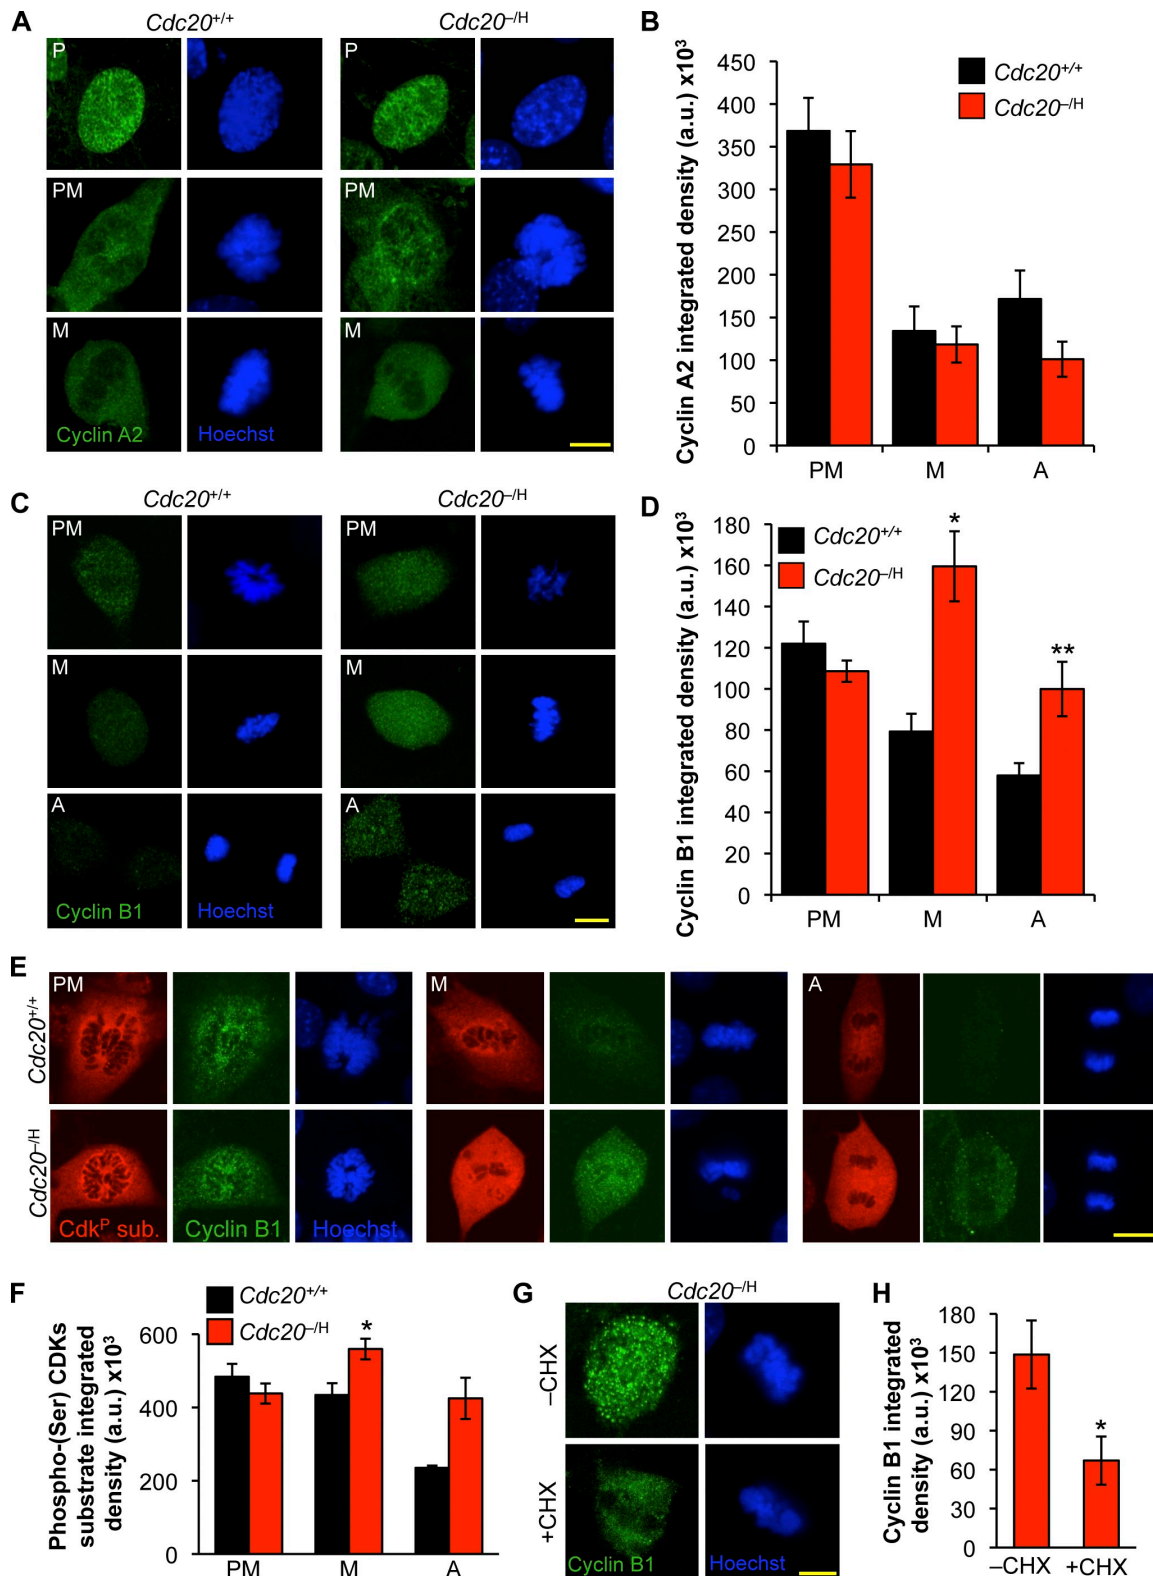 A
Cdc20+/+
Cdc20–/H
P
P
PM
PM
M
M
Cyclin A2
Hoechst
B
Cyclin A2 integrated density (a.u.) x10³
450
400
350
300
250
200
150
100
50
0
Cdc20+/+
Cdc20–/H
PM
M
A
C
Cdc20+/+
Cdc20–/H
PM
PM
M
M
A
A
Cyclin B1
Hoechst
D
Cyclin B1 integrated density (a.u.) x10³
180
160
140
120
100
80
60
40
20
0
Cdc20+/+
Cdc20–/H
*
**
PM
M
A
E
PM
M
A
Cdc20+/+
Cdc20–/H
Cdkᴾ sub.
Cyclin B1
Hoechst
F
Phospho-(Ser) CDKs
substrate integrated
density (a.u.) x10³
600
400
200
0
Cdc20+/+
Cdc20–/H
*
PM
M
A
G
Cdc20–/H
–CHX
+CHX
Cyclin B1
Hoechst
H
Cyclin B1 integrated
density (a.u.) x10³
180
150
120
90
60
30
0
*
–CHX
+CHX